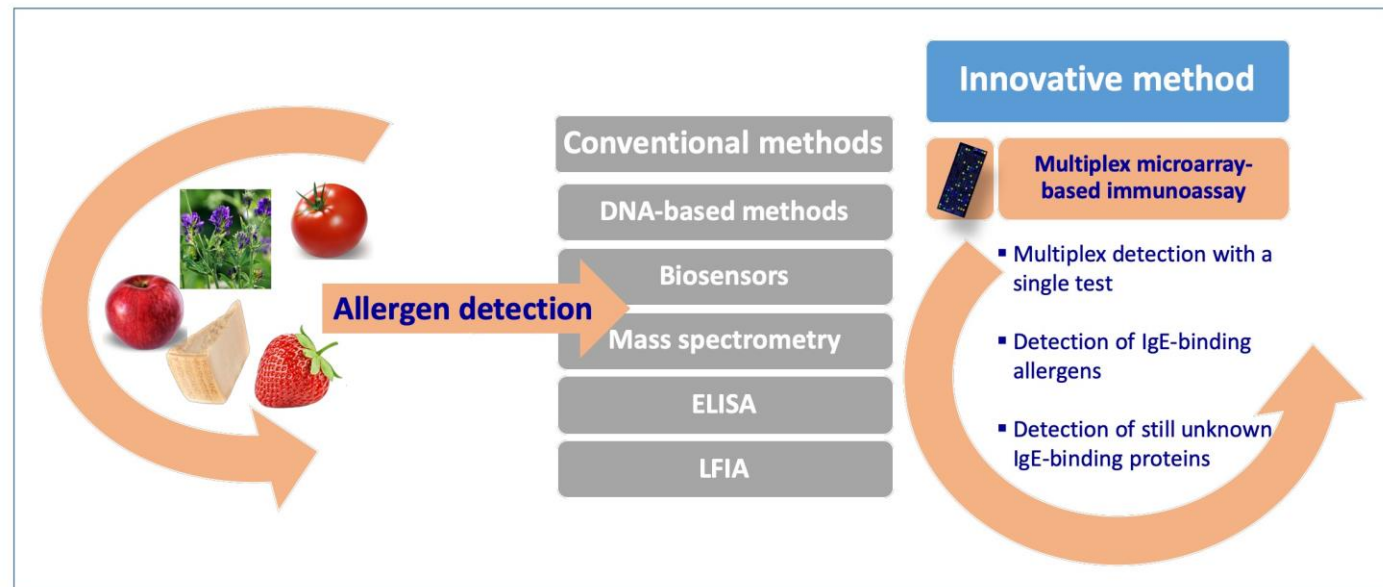 Allergen detection
Conventional methods
DNA-based methods
Biosensors
Mass spectrometry
ELISA
LFIA
Innovative method
Multiplex microarray-
based immunoassay
▪ Multiplex detection with a
single test
▪ Detection of IgE-binding
allergens
▪ Detection of still unknown
IgE-binding proteins